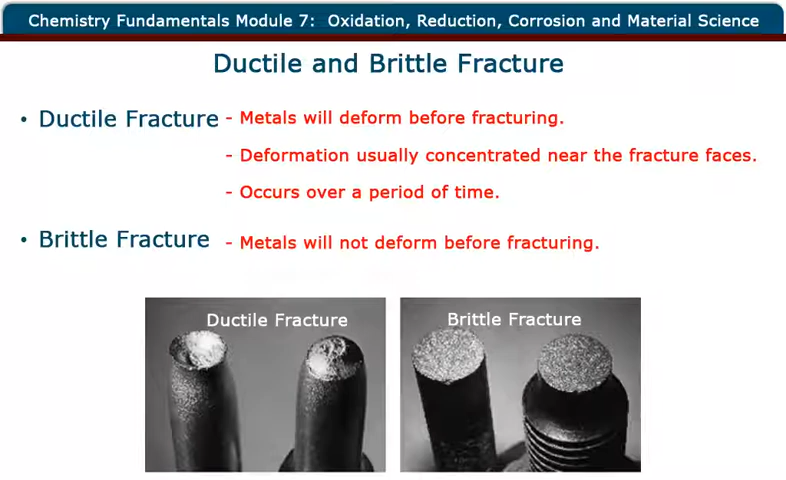 Chemistry Fundamentals Module 7:  Oxidation, Reduction, Corrosion and Material Science
Ductile and Brittle Fracture
• Ductile Fracture - Metals will deform before fracturing.
- Deformation usually concentrated near the fracture faces.
- Occurs over a period of time.
• Brittle Fracture - Metals will not deform before fracturing.
Ductile Fracture
Brittle Fracture